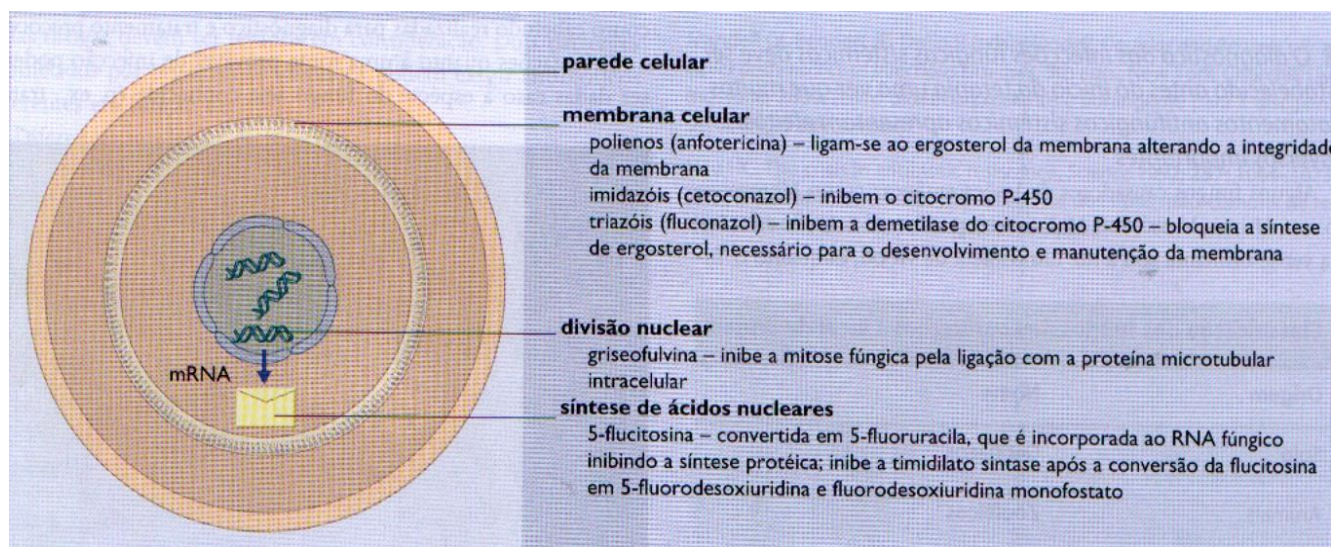 parede celular
membrana celular
polienos (anfotericina) – ligam-se ao ergosterol da membrana alterando a integridade
da membrana
imidazóis (cetoconazol) – inibem o citocromo P-450
triazóis (fluconazol) – inibem a demetilase do citocromo P-450 – bloqueia a síntese
de ergosterol, necessário para o desenvolvimento e manutenção da membrana
divisão nuclear
griseofulvina – inibe a mitose fúngica pela ligação com a proteína microtubular
intracelular
mRNA
síntese de ácidos nucleares
5-flucitosina – convertida em 5-fluoruracila, que é incorporada ao RNA fúngico
inibindo a síntese protéica; inibe a timidilato sintase após a conversão da flucitosina
em 5-fluorodesoxiuridina e fluorodesoxiuridina monofostato